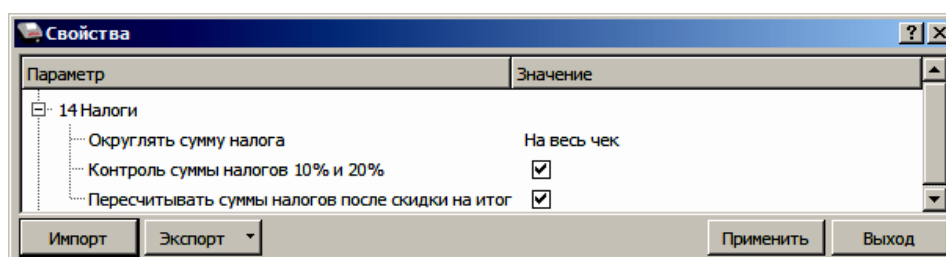 Свойства
Параметр Значение
14 Налоги
Округлять сумму налога На весь чек
Контроль суммы налогов 10% и 20%
Пересчитывать суммы налогов после скидки на итог
Импорт Экспорт Применить Выход